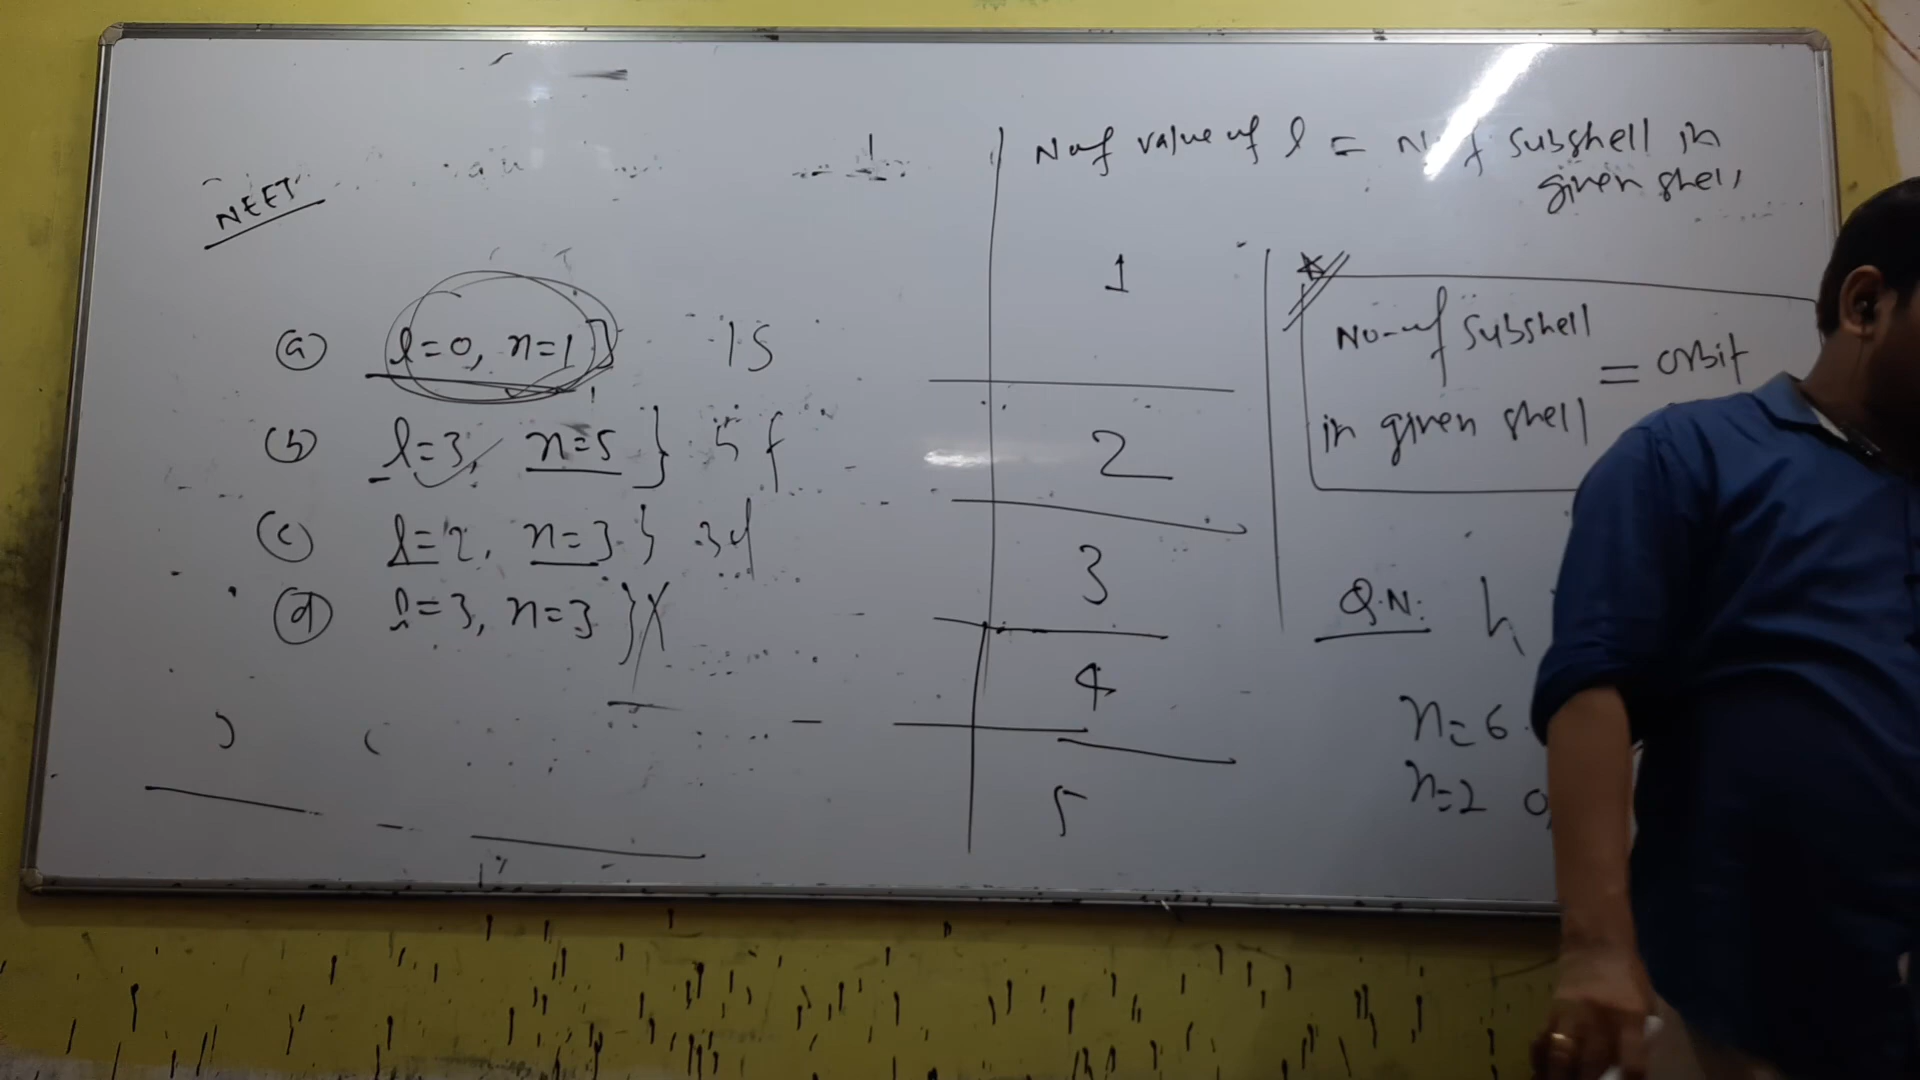 NEET
(a) l=0, n=1} 1s
(b) l=3, n=5} 5f
(c) l=2, n=3} 3d
(d) l=3, n=3} X
No of value of l = No of subshell in
given shell
1
2
3
4
5
No. of subshell
in given shell = orbit
Q.N:
n=6
n=2